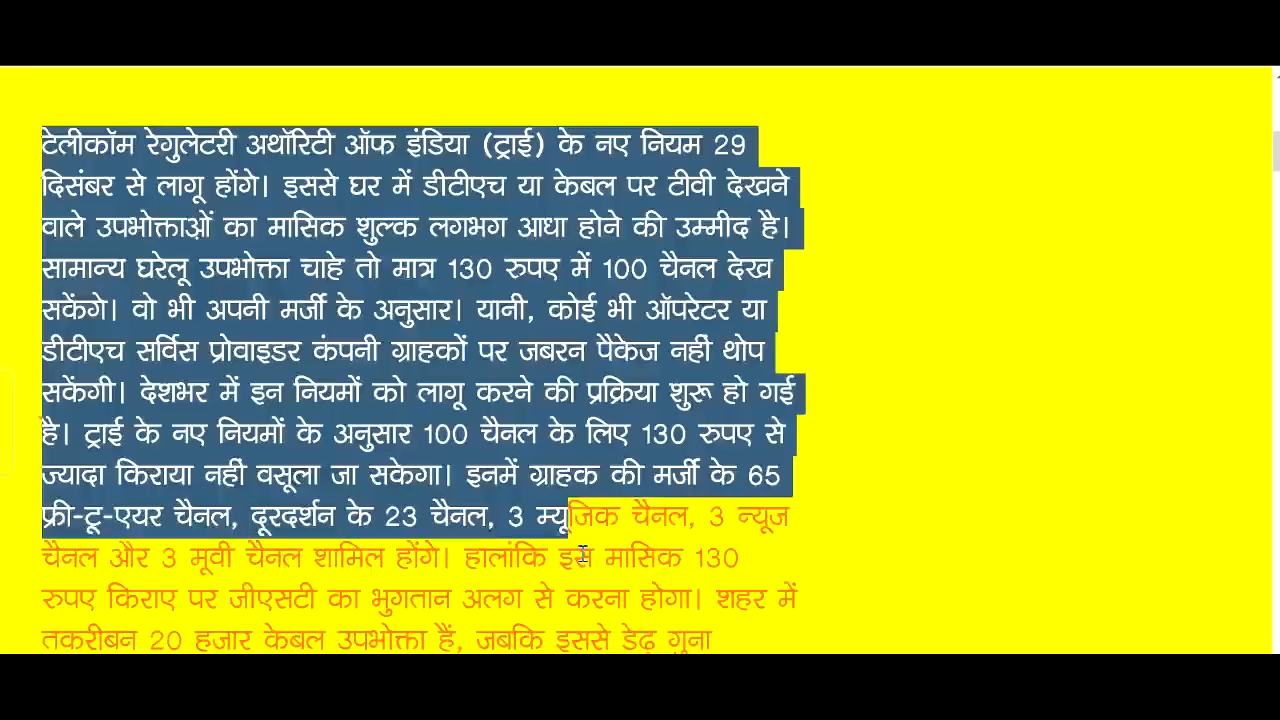 टेलीकॉम रेगुलेटरी अथॉरिटी ऑफ इंडिया (ट्राई) के नए नियम 29
दिसंबर से लागू होंगे। इससे घर में डीटीएच या केबल पर टीवी देखने
वाले उपभोक्ताओं का मासिक शुल्क लगभग आधा होने की उम्मीद है।
सामान्य घरेलू उपभोक्ता चाहे तो मात्र 130 रुपए में 100 चैनल देख
सकेंगे। वो भी अपनी मर्जी के अनुसार। यानी, कोई भी ऑपरेटर या
डीटीएच सर्विस प्रोवाइडर कंपनी ग्राहकों पर जबरन पैकेज नहीं थोप
सकेंगी। देशभर में इन नियमों को लागू करने की प्रक्रिया शुरू हो गई
है। ट्राई के नए नियमों के अनुसार 100 चैनल के लिए 130 रुपए से
ज्यादा किराया नहीं वसूला जा सकेगा। इनमें ग्राहक की मर्जी के 65
फ्री-टू-एयर चैनल, दूरदर्शन के 23 चैनल, 3 म्यूजिक चैनल, 3 न्यूज
चैनल और 3 मूवी चैनल शामिल होंगे। हालांकि इस मासिक 130
रुपए किराए पर जीएसटी का भुगतान अलग से करना होगा। शहर में
तकरीबन 20 हजार केबल उपभोक्ता हैं, जबकि इससे डेढ़ गुना